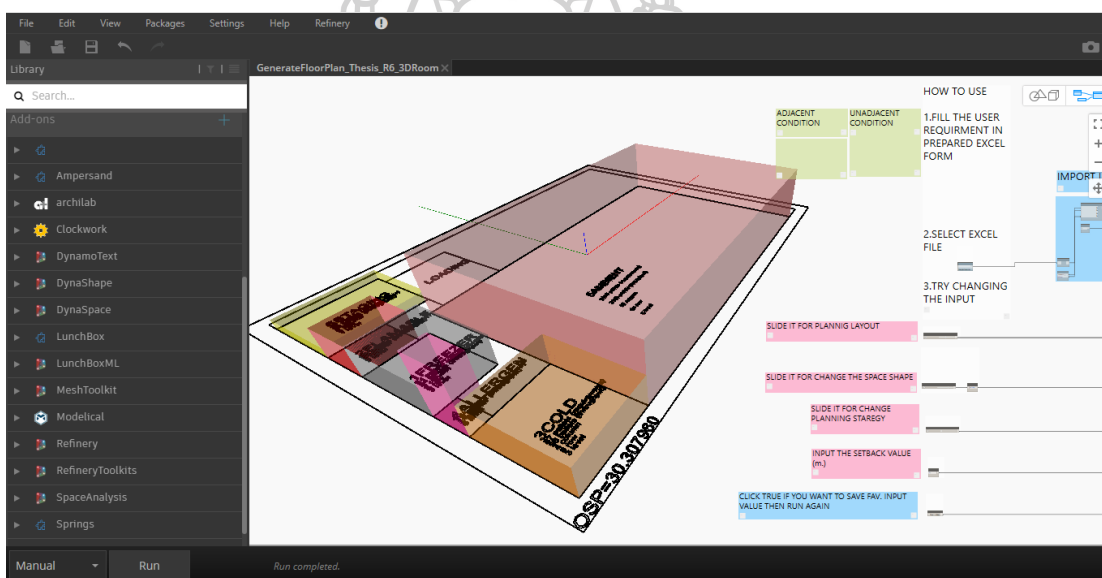 File Edit View Packages Settings Help Refinery
Library
GenerateFloorPlan_Thesis_R6_3DRoom
Search...
Add-ons
Ampersand
archilab
Clockwork
DynamoText
DynaShape
DynaSpace
LunchBox
LunchBoxML
MeshToolkit
Modelical
Refinery
RefineryToolkits
SpaceAnalysis
Springs
LOADING
3COLD
OSP=30.307980
ADJACENT
CONDITION
UNADJACENT
CONDITION
HOW TO USE
1.FILL THE USER
REQUIRMENT IN
PREPARED EXCEL
FORM
IMPORT
2.SELECT EXCEL
FILE
3.TRY CHANGING
THE INPUT
SLIDE IT FOR PLANNIG LAYOUT
SLIDE IT FOR CHANGE THE SPACE SHAPE
SLIDE IT FOR CHANGE
PLANNING STAREGY
INPUT THE SETBACK VALUE
(m.)
CLICK TRUE IF YOU WANT TO SAVE FAV. INPUT
VALUE THEN RUN AGAIN
Manual Run Run completed.